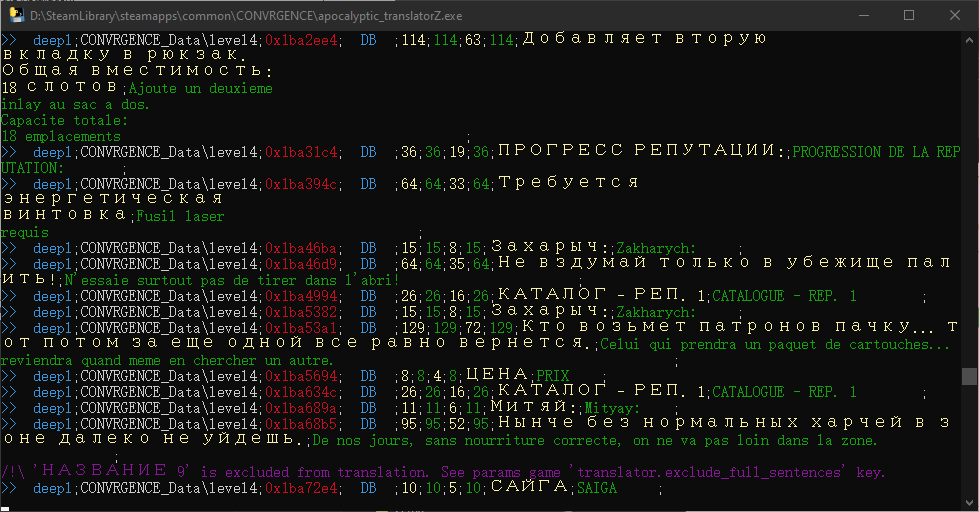 D:\SteamLibrary\steamapps\common\CONVRGENCE\apocalyptic_translatorZ.exe
>> deepl;CONVRGENCE_Data\level4;0x1ba2ee4; DB ;114;114;63;114;Добавляет вторую
вкладку в рюкзак.
Общая вместимость:
18 слотов;Ajoute un deuxieme
inlay au sac a dos.
Capacite totale:
18 emplacements ;
>> deepl;CONVRGENCE_Data\level4;0x1ba31c4; DB ;36;36;19;36;ПРОГРЕСС РЕПУТАЦИИ:;PROGRESSION DE LA REP
UTATION: ;
>> deepl;CONVRGENCE_Data\level4;0x1ba394c; DB ;64;64;33;64;Требуется
энергетическая
винтовка;Fusil laser
requis ;
>> deepl;CONVRGENCE_Data\level4;0x1ba46ba; DB ;15;15;8;15;Захарыч:;Zakharych: ;
>> deepl;CONVRGENCE_Data\level4;0x1ba46d9; DB ;64;64;35;64;Не вздумай только в убежище пал
ить!;N'essaie surtout pas de tirer dans l'abri! ;
>> deepl;CONVRGENCE_Data\level4;0x1ba4994; DB ;26;26;16;26;КАТАЛОГ - РЕП. 1;CATALOGUE - REP. 1 ;
>> deepl;CONVRGENCE_Data\level4;0x1ba5382; DB ;15;15;8;15;Захарыч:;Zakharych: ;
>> deepl;CONVRGENCE_Data\level4;0x1ba53a1; DB ;129;129;72;129;Кто возьмет патронов пачку... т
от потом за еще одной все равно вернется.;Celui qui prendra un paquet de cartouches...
reviendra quand meme en chercher un autre. ;
>> deepl;CONVRGENCE_Data\level4;0x1ba5694; DB ;8;8;4;8;ЦЕНА;PRIX ;
>> deepl;CONVRGENCE_Data\level4;0x1ba634c; DB ;26;26;16;26;КАТАЛОГ - РЕП. 1;CATALOGUE - REP. 1 ;
>> deepl;CONVRGENCE_Data\level4;0x1ba689a; DB ;11;11;6;11;Митяй:;Mityay: ;
>> deepl;CONVRGENCE_Data\level4;0x1ba68b5; DB ;95;95;52;95;Нынче без нормальных харчей в з
оне далеко не уйдешь.;De nos jours, sans nourriture correcte, on ne va pas loin dans la zone.
;
/!\ 'НАЗВАНИЕ 9' is excluded from translation. See params.game 'translator.exclude_full_sentences' key.
>> deepl;CONVRGENCE_Data\level4;0x1ba72e4; DB ;10;10;5;10;САЙГА;SAIGA ;